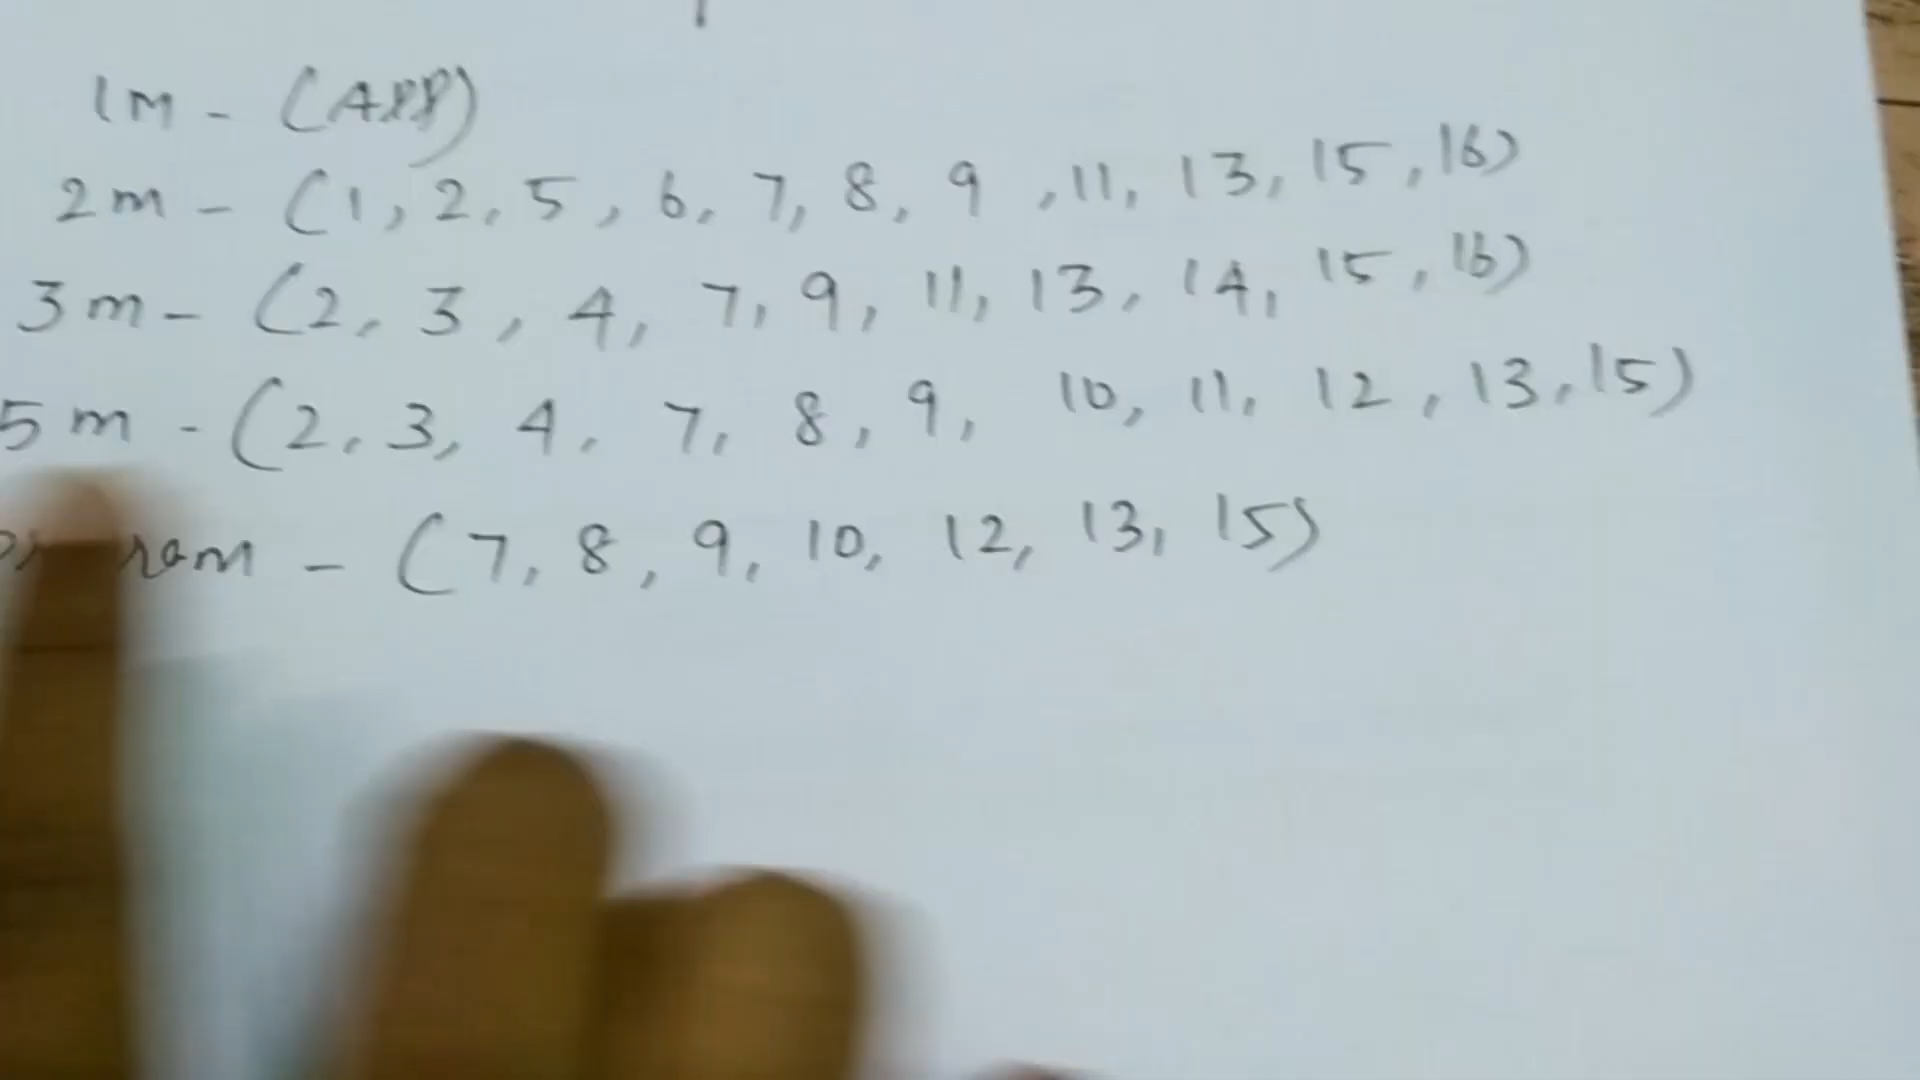 1M - (APP)
2m - (1, 2, 5, 6, 7, 8, 9, 11, 13, 15, 16)
3m - (2, 3, 4, 7, 9, 11, 13, 14, 15, 16)
5m - (2, 3, 4, 7, 8, 9, 10, 11, 12, 13, 15)
- (7, 8, 9, 10, 12, 13, 15)